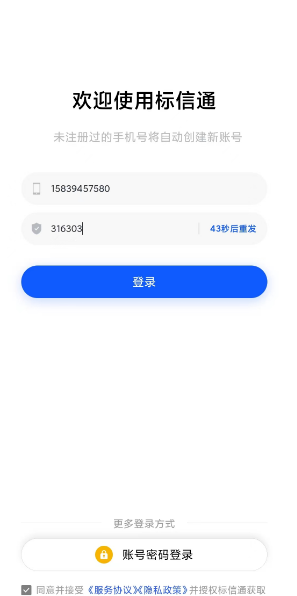 欢迎使用标信通
未注册过的手机号将自动创建新账号
15839457580
316303 43秒后重发
登录
更多登录方式
账号密码登录
同意并接受《服务协议》《隐私政策》并授权标信通获取